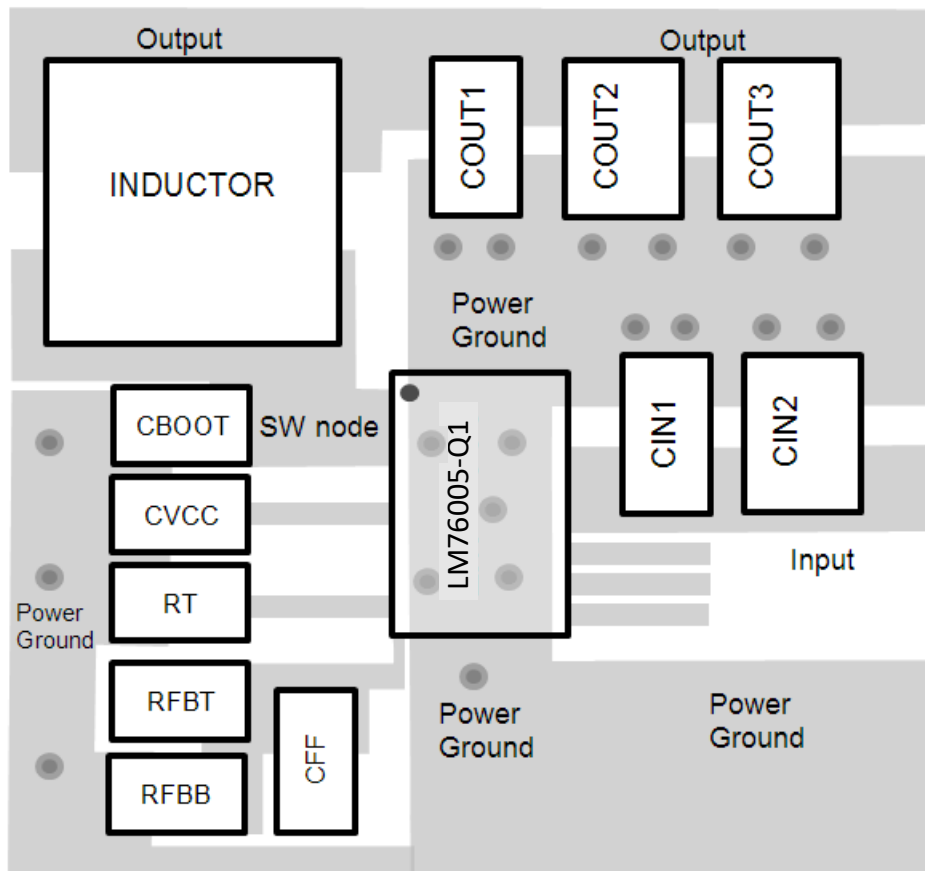 Output
Output
INDUCTOR
COUT1
COUT2
COUT3
Power
Ground
CBOOT
SW node
LM76005-Q1
CIN1
CIN2
CVCC
Input
RT
Power
Ground
RFBT
CFF
Power
Ground
Power
Ground
RFBB